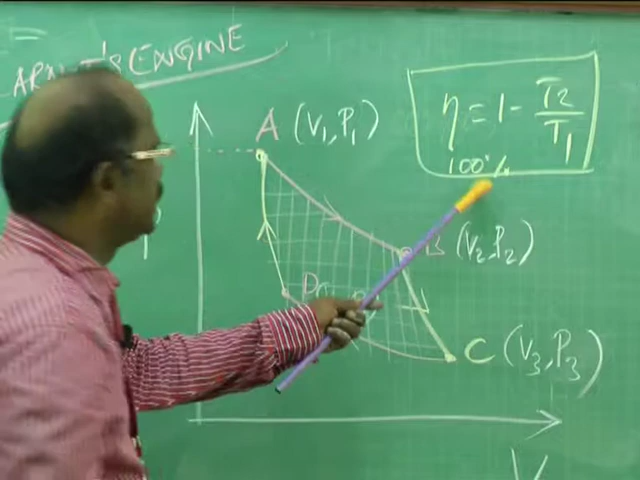 ENGINE
η = 1 - T2/T1
100%
A (V1, P1)
B (V2, P2)
D
C (V3, P3)
V